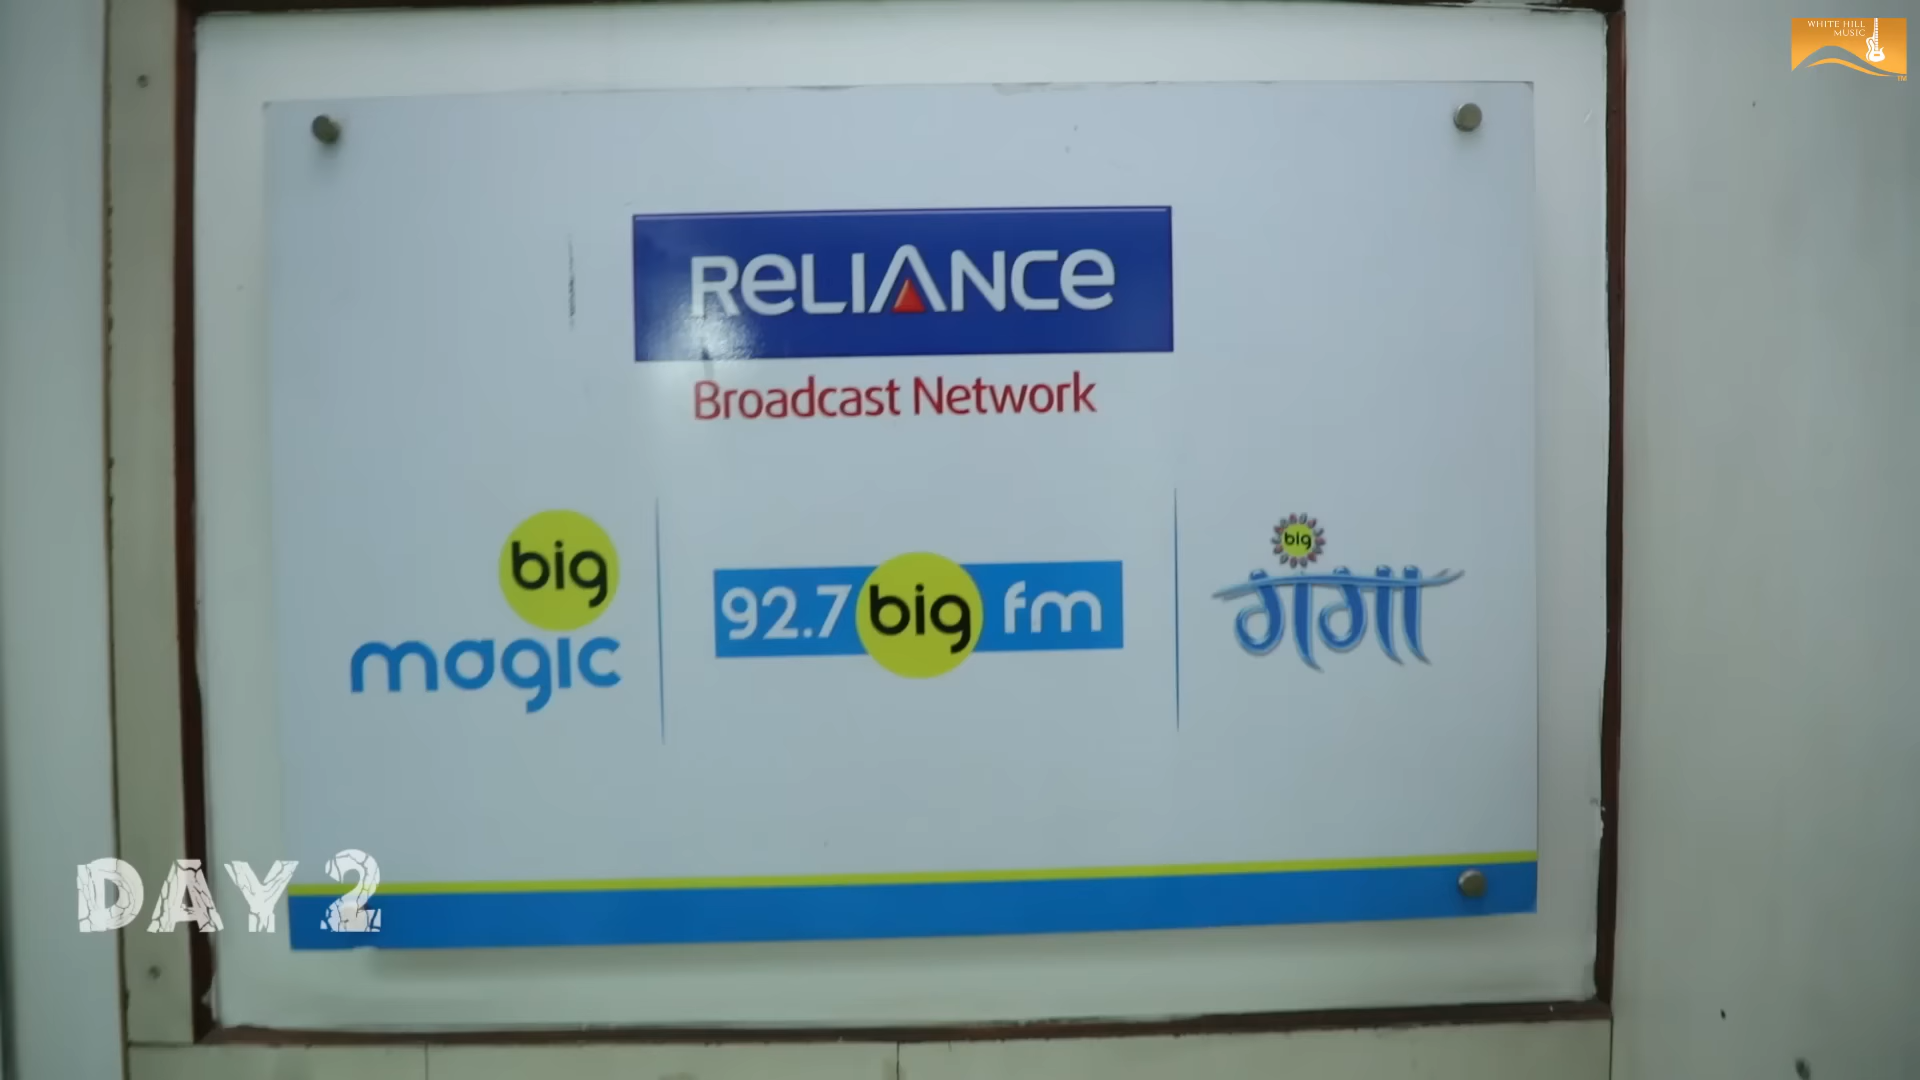 WHITE HILL
MUSIC
RELIANCE
Broadcast Network
big
magic
92.7 big fm
big
गंगा
DAY 2